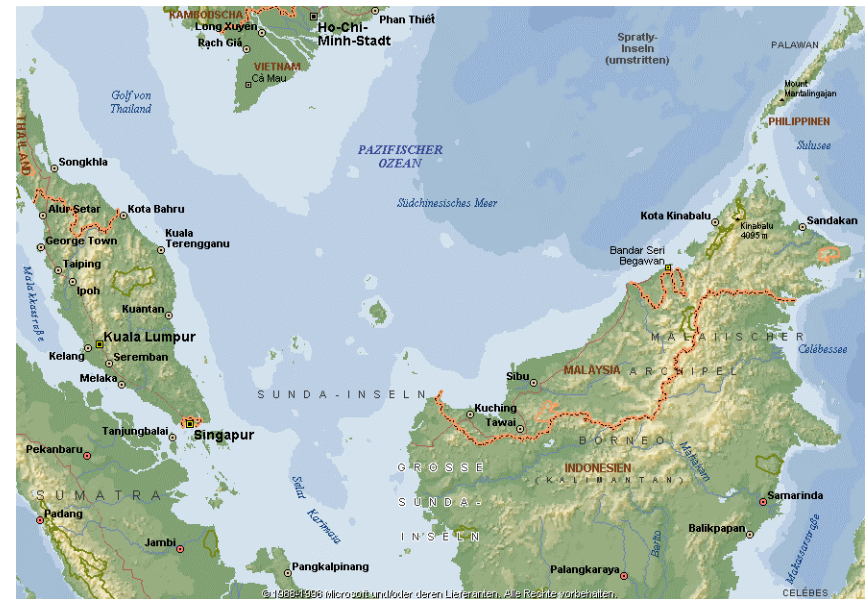 KAMBODSCHA
Long Xuyên
Rạch Giá
Ho-Chi-
Minh-Stadt
Phan Thiết
VIETNAM
Cà Mau
Spratly-
Inseln
(umstritten)
PALAWAN
Mount
Mantalingajan
PHILIPPINEN
Sulusee
Golf von
Thailand
THAILAND
PAZIFISCHER
OZEAN
Songkhla
Südchinesisches Meer
Alur Setar
Kota Bahru
Kota Kinabalu
Sandakan
Kinabalu
4095 m
George Town
Kuala
Terengganu
Bandar Seri
Begawan
Taiping
Ipoh
Malakkastraße
Kuantan
Kuala Lumpur
Kelang
Seremban
Melaka
MALAIISCHER
ARCHIPEL
Celébessee
Sibu
MALAYSIA
SUNDA-INSELN
Kuching
Tawai
Singapur
Tanjungbalai
BORNEO
Pekanbaru
GROSSE
SUNDA-
INSELN
INDONESIEN
(KALIMANTAN)
Mahakam
SUMATRA
Selat
Karimata
Samarinda
Padang
Balikpapan
Makassarstraße
Barito
Jambi
Pangkalpinang
Palangkaraya
CELÉBES
© 1988-1996 Microsoft und/oder deren Lieferanten. Alle Rechte vorbehalten.